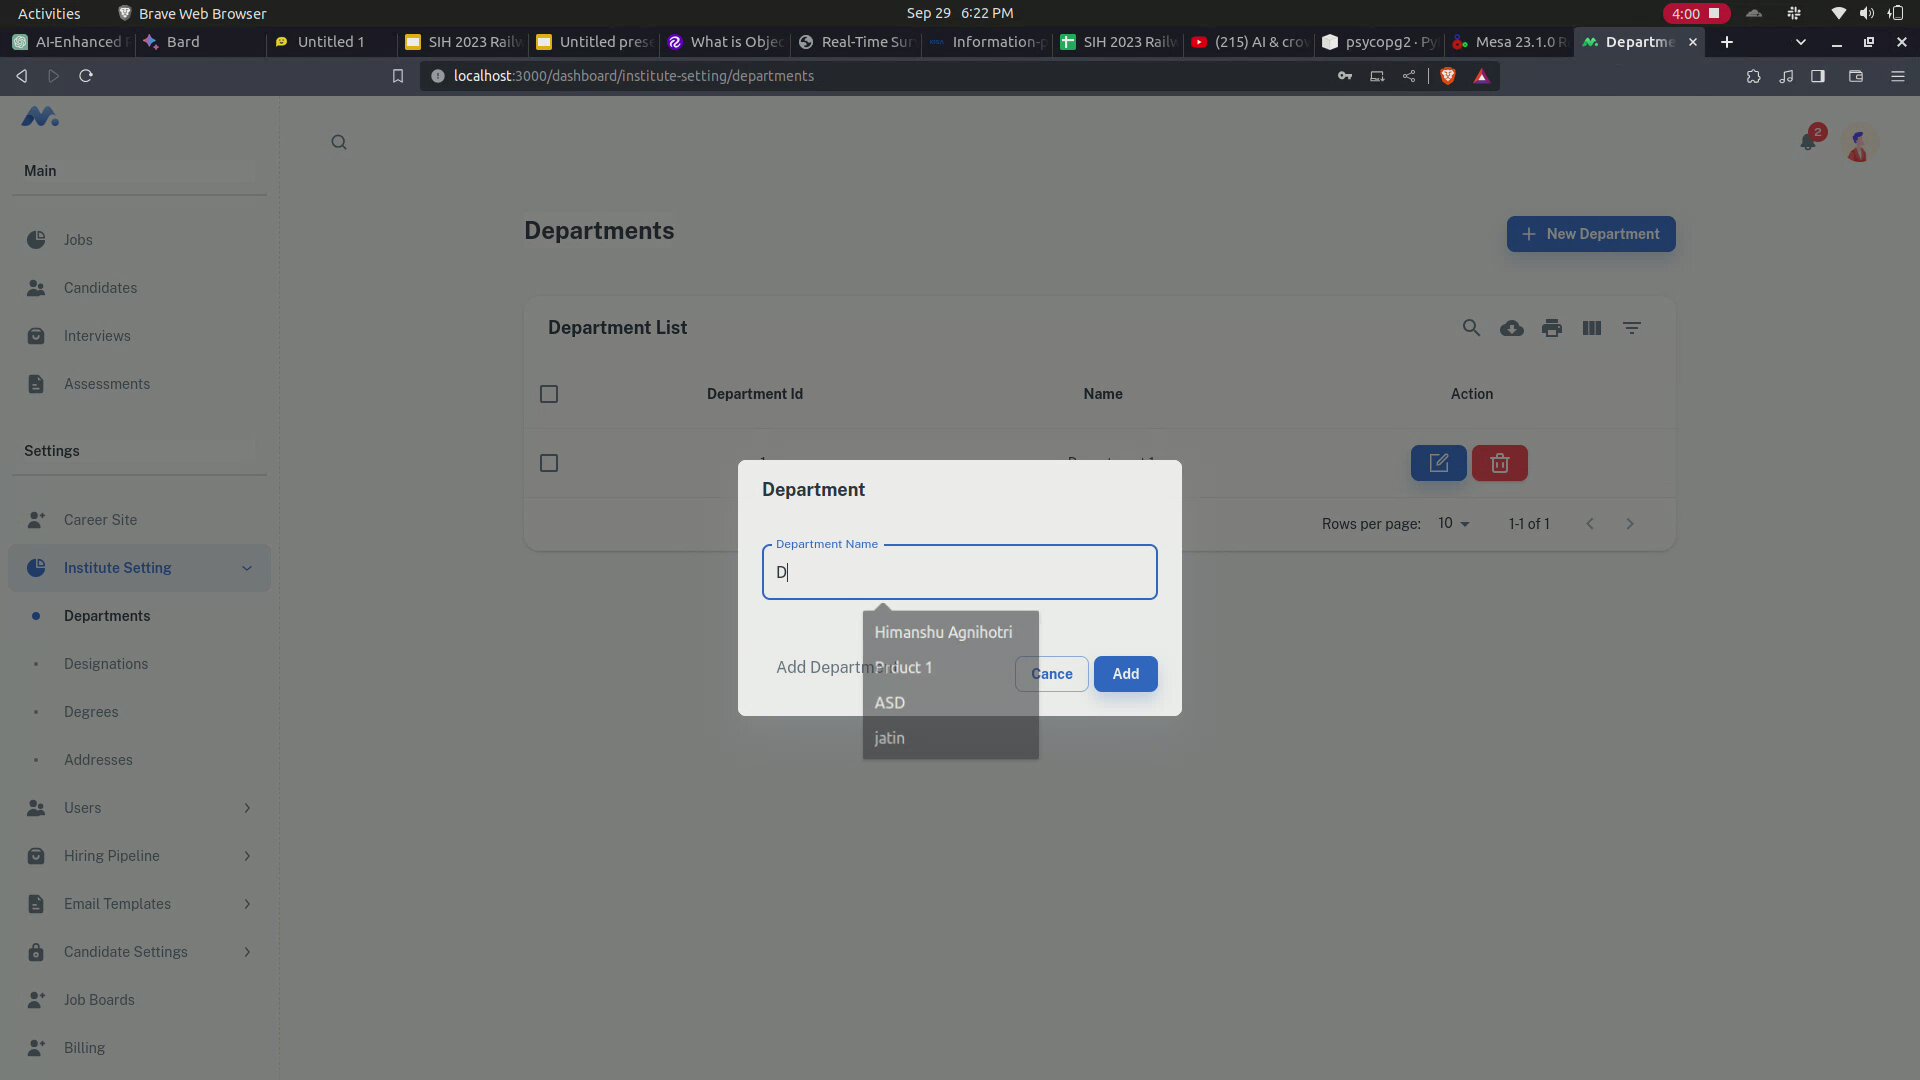 Activities
Brave Web Browser
Sep 29 6:22 PM
4:00
AI-Enhanced
Bard
Untitled 1
SIH 2023 Railw
Untitled prese
What is Objec
Real-Time Sur
Information-p
SIH 2023 Railw
(215) AI & crow
psycopg2 · Py
Mesa 23.1.0 R
Departme
localhost:3000/dashboard/institute-setting/departments
Main
Jobs
Candidates
Interviews
Assessments
Settings
Career Site
Institute Setting
Departments
Designations
Degrees
Addresses
Users
Hiring Pipeline
Email Templates
Candidate Settings
Job Boards
Billing
2
Departments
New Department
Department List
Department Id
Name
Action
Rows per page: 10
1-1 of 1
Department
Department Name
D
Himanshu Agnihotri
ASD
jatin
Add Departm
Cance
Add